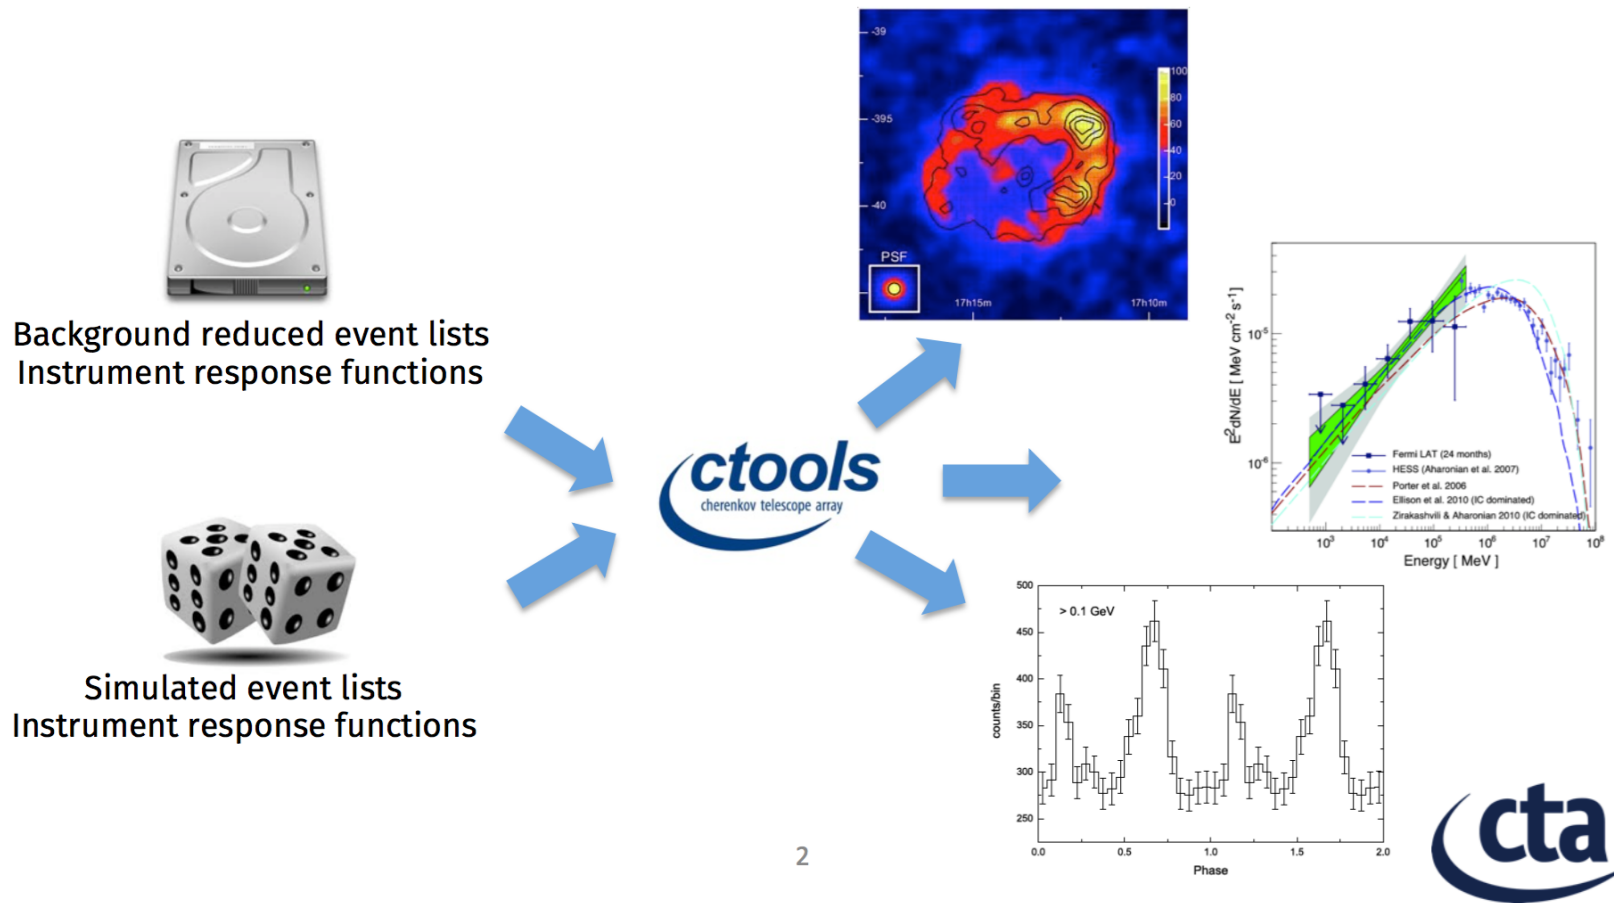 Background reduced event lists
Instrument response functions
Simulated event lists
Instrument response functions
ctools
cherenkov telescope array
-39
-395
-40
100
80
60
40
20
0
PSF
17h15m
17h10m
E²dN/dE [ MeV cm⁻² s⁻¹]
10⁻⁵
10⁻⁶
Fermi LAT (24 months)
HESS (Aharonian et al. 2007)
Porter et al. 2006
Ellison et al. 2010 (IC dominated)
Zirakashvili & Aharonian 2010 (IC dominated)
10³ 10⁴ 10⁵ 10⁶ 10⁷ 10⁸
Energy [ MeV ]
> 0.1 GeV
counts/bin
500
450
400
350
300
250
0.0 0.5 1.0 1.5 2.0
Phase
2
cta